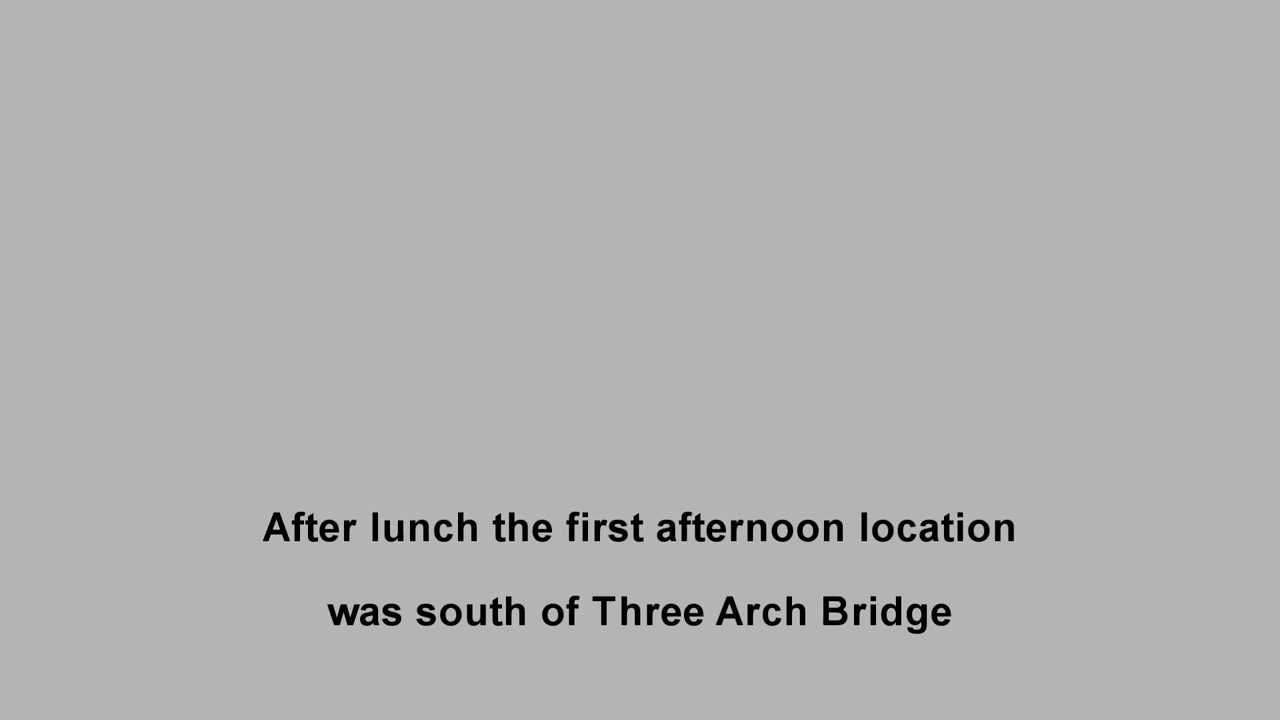 After lunch the first afternoon location
was south of Three Arch Bridge